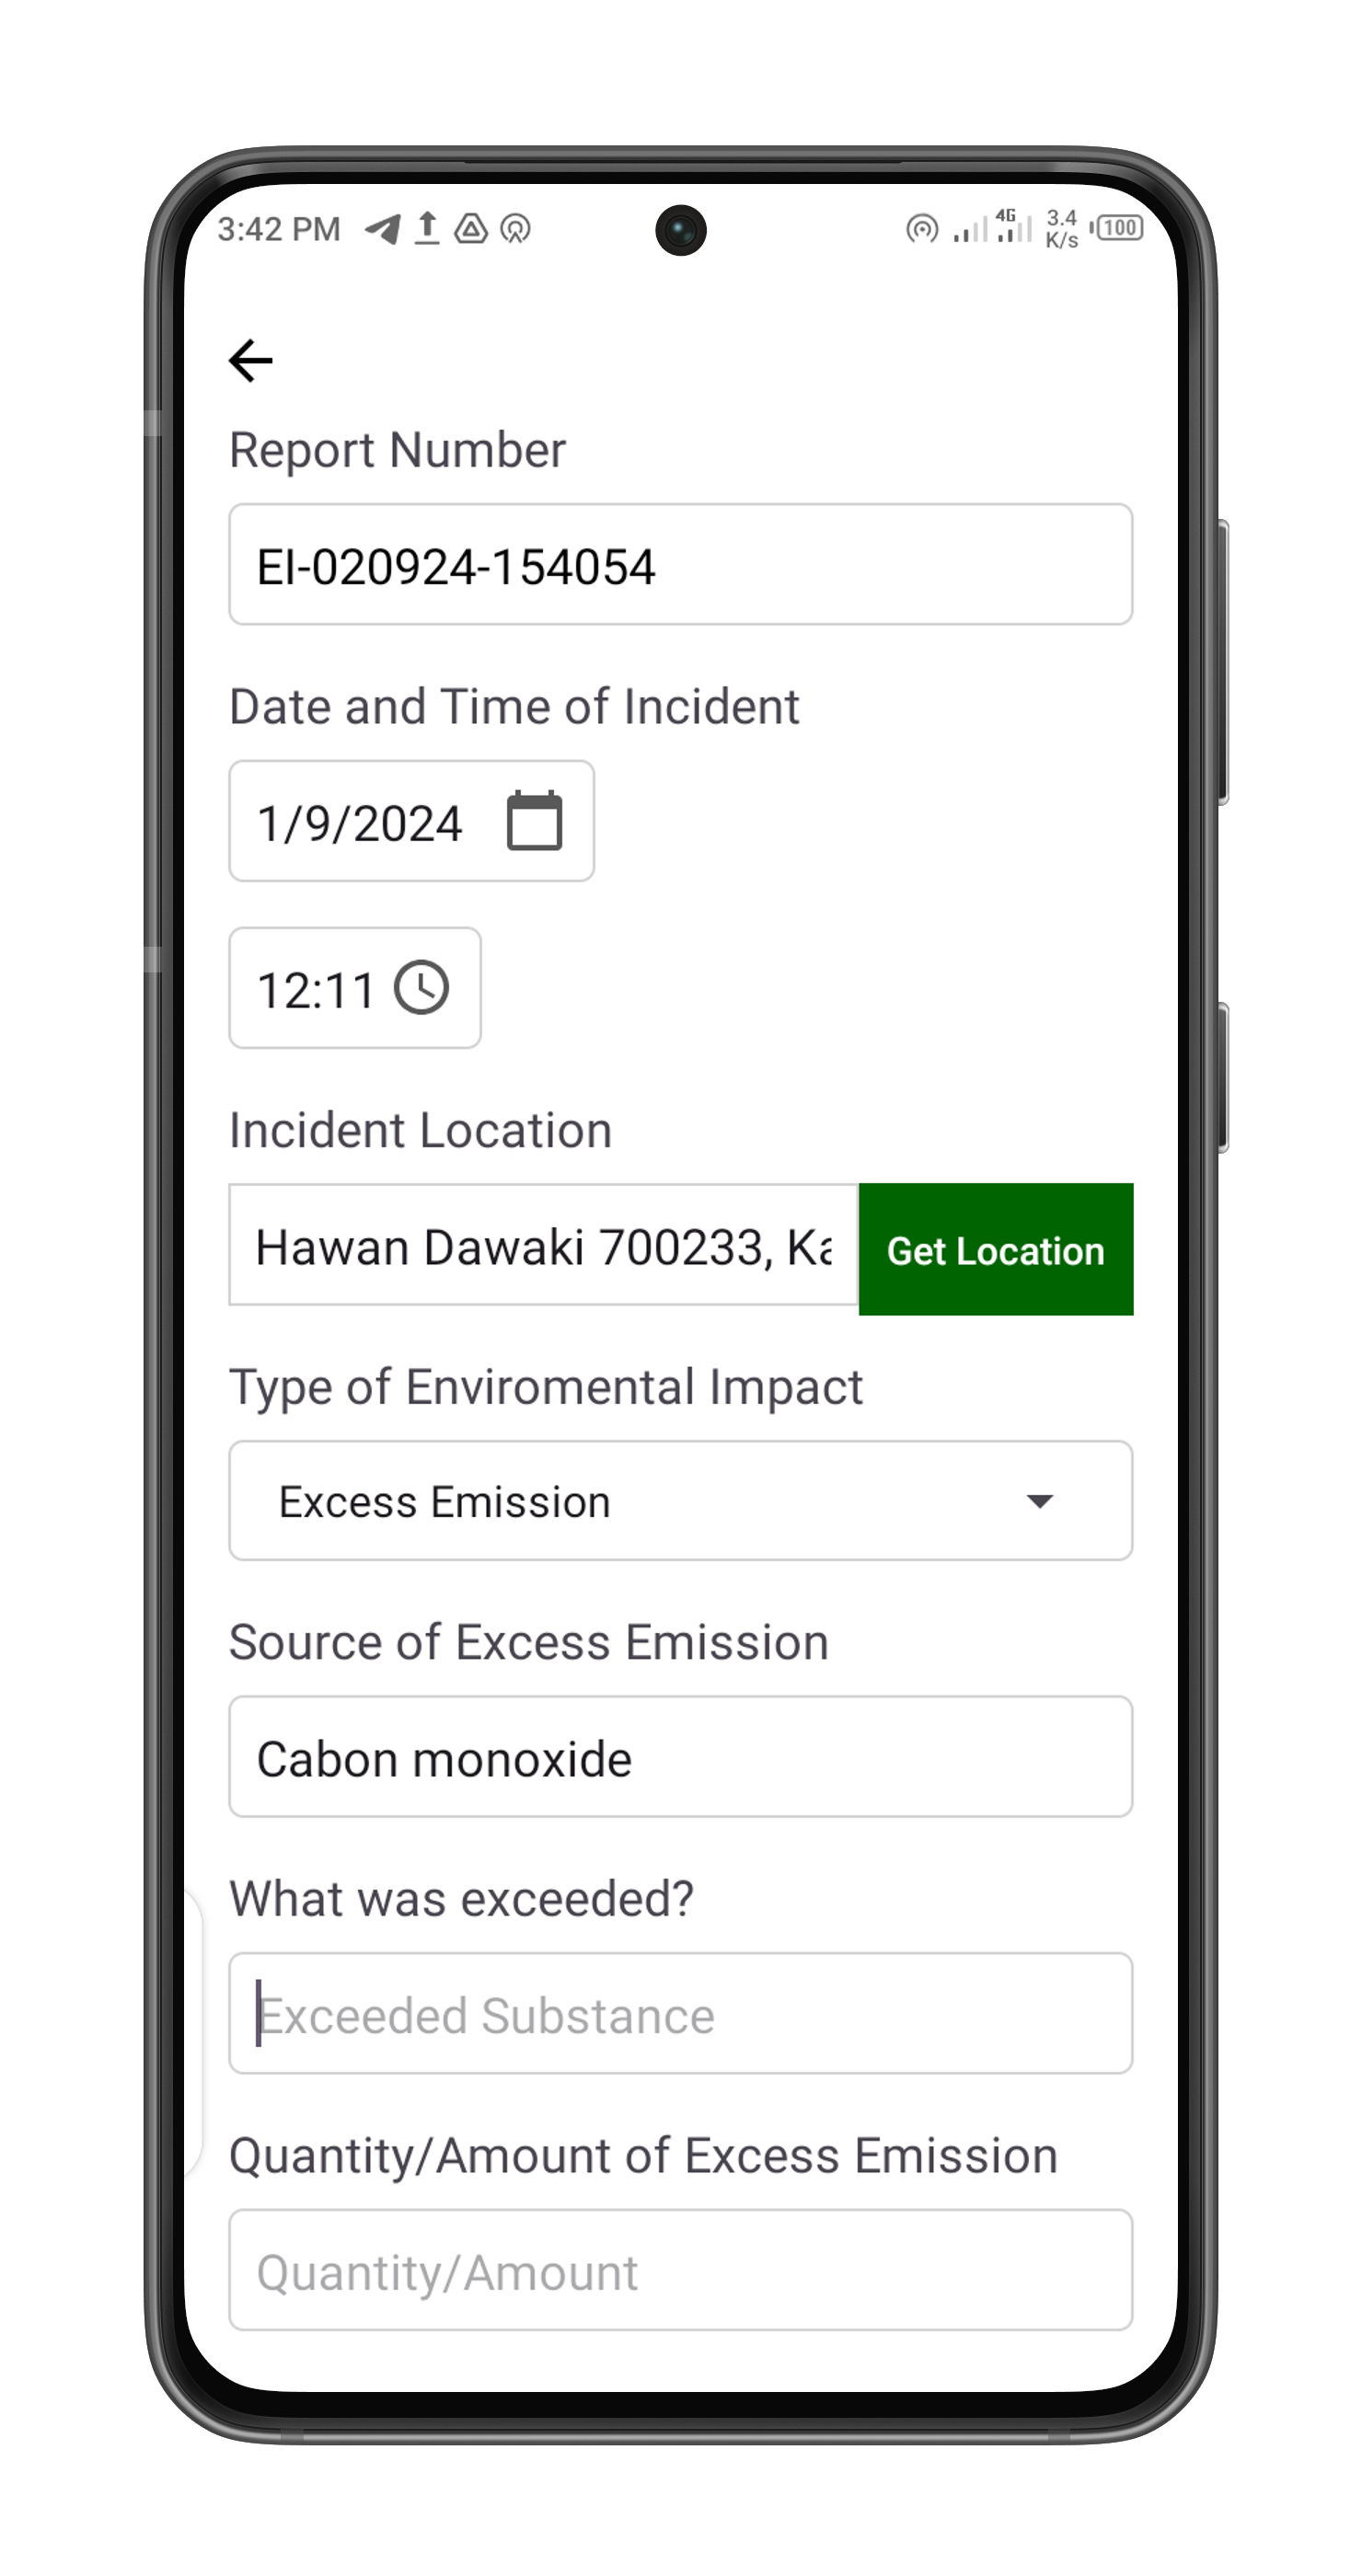 3:42 PM
4G
3.4
K/s
100
Report Number
EI-020924-154054
Date and Time of Incident
1/9/2024
12:11
Incident Location
Hawan Dawaki 700233, Ka
Get Location
Type of Enviromental Impact
Excess Emission
Source of Excess Emission
Cabon monoxide
What was exceeded?
Exceeded Substance
Quantity/Amount of Excess Emission
Quantity/Amount